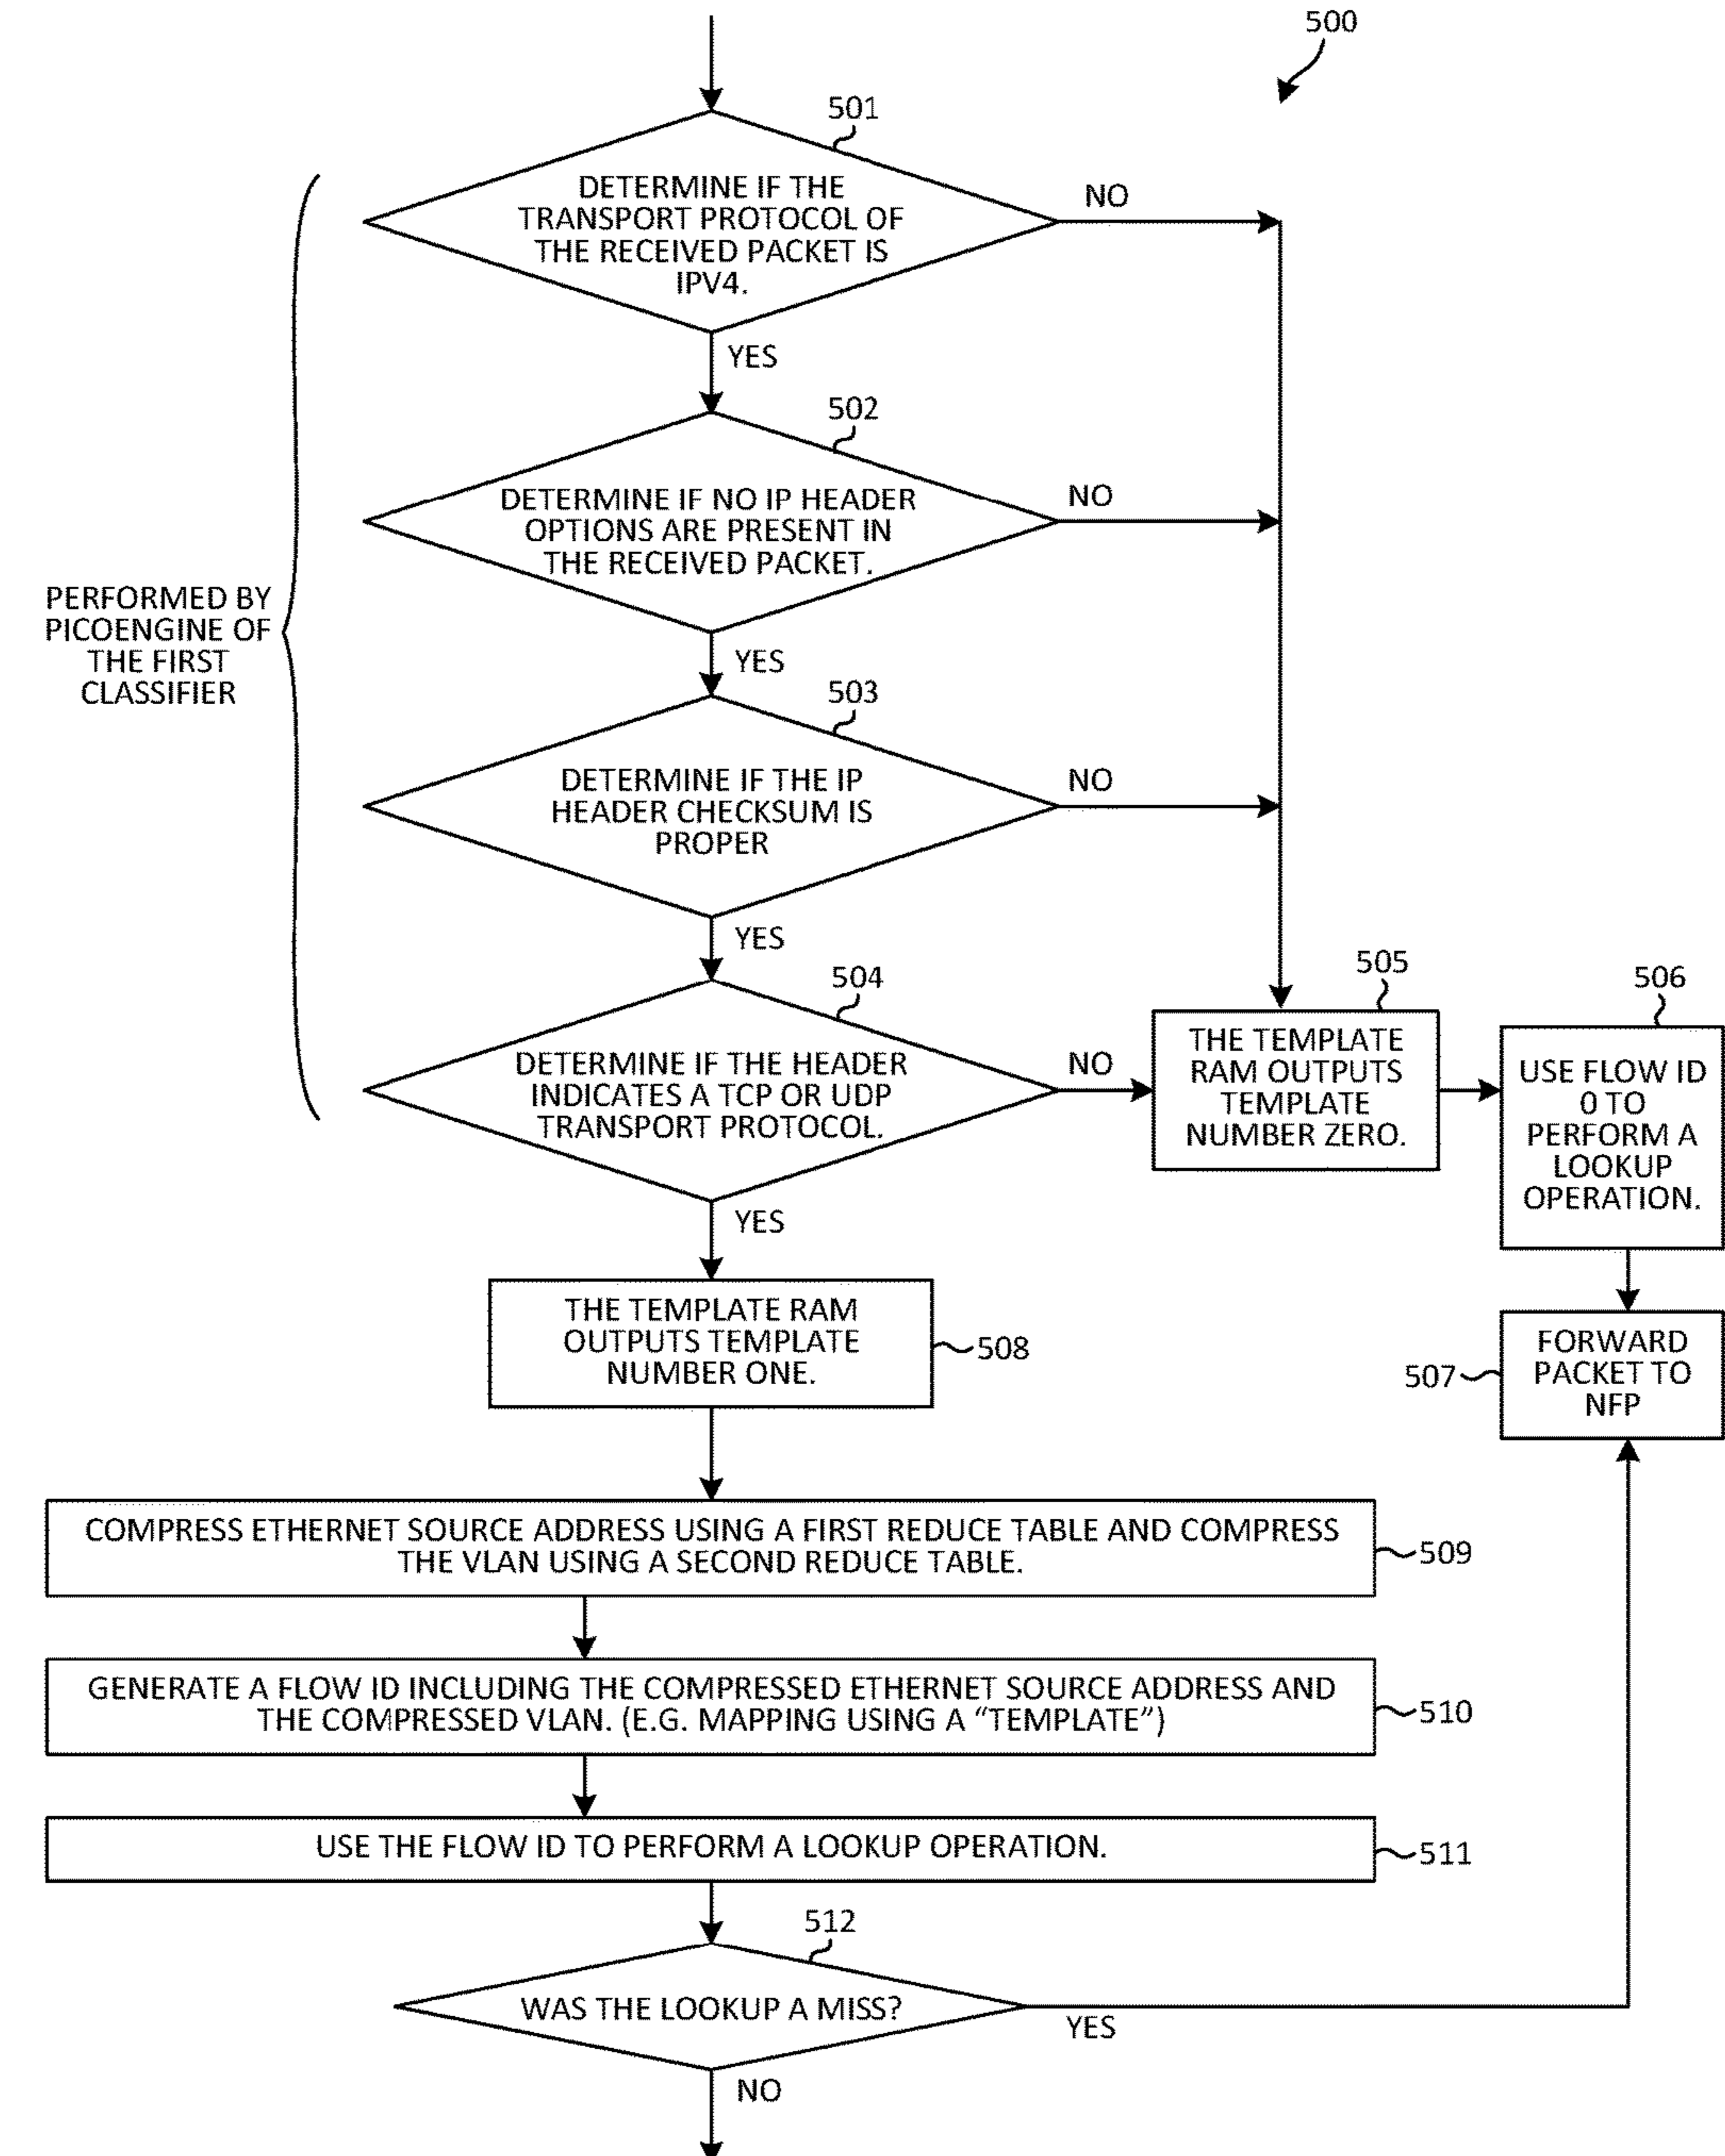 500
501
DETERMINE IF THE
TRANSPORT PROTOCOL OF
THE RECEIVED PACKET IS
IPV4.
NO
YES
502
DETERMINE IF NO IP HEADER
OPTIONS ARE PRESENT IN
THE RECEIVED PACKET.
NO
YES
PERFORMED BY
PICOENGINE OF
THE FIRST
CLASSIFIER
503
DETERMINE IF THE IP
HEADER CHECKSUM IS
PROPER
NO
YES
504
DETERMINE IF THE HEADER
INDICATES A TCP OR UDP
TRANSPORT PROTOCOL.
NO
YES
505
THE TEMPLATE
RAM OUTPUTS
TEMPLATE
NUMBER ZERO.
506
USE FLOW ID
0 TO
PERFORM A
LOOKUP
OPERATION.
507
FORWARD
PACKET TO
NFP
THE TEMPLATE RAM
OUTPUTS TEMPLATE
NUMBER ONE.
508
COMPRESS ETHERNET SOURCE ADDRESS USING A FIRST REDUCE TABLE AND COMPRESS
THE VLAN USING A SECOND REDUCE TABLE.
509
GENERATE A FLOW ID INCLUDING THE COMPRESSED ETHERNET SOURCE ADDRESS AND
THE COMPRESSED VLAN. (E.G. MAPPING USING A “TEMPLATE”)
510
USE THE FLOW ID TO PERFORM A LOOKUP OPERATION.
511
512
WAS THE LOOKUP A MISS?
YES
NO